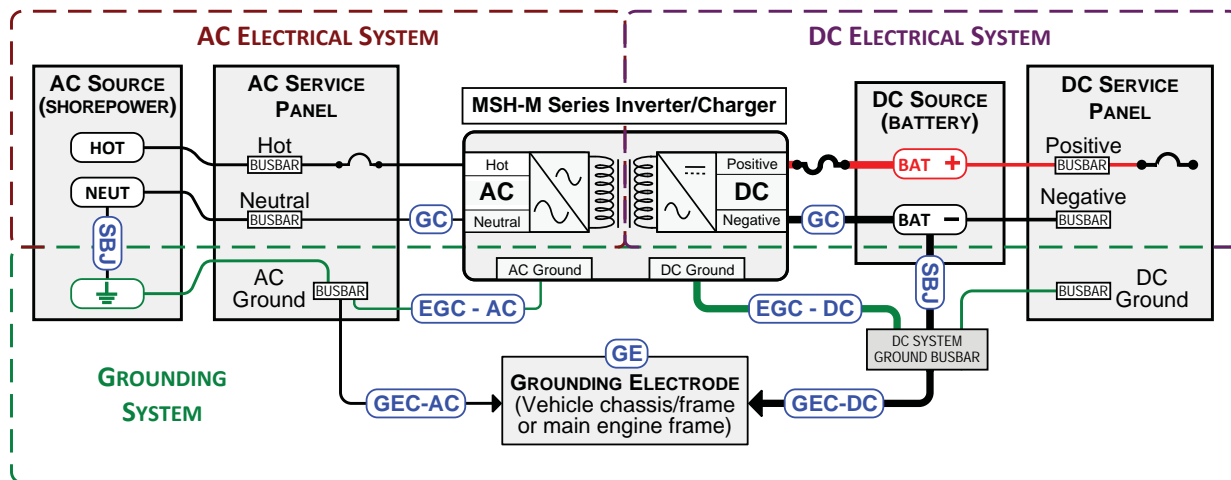 AC ELECTRICAL SYSTEM
DC ELECTRICAL SYSTEM
AC SOURCE
(SHOREPOWER)
HOT
NEUT
SBJ
AC SERVICE
PANEL
Hot
BUSBAR
Neutral
BUSBAR
AC
Ground
BUSBAR
GC
EGC - AC
MSH-M Series Inverter/Charger
Hot
AC
Neutral
Positive
DC
Negative
AC Ground
DC Ground
GC
EGC - DC
DC SOURCE
(BATTERY)
BAT +
BAT −
SBJ
DC SERVICE
PANEL
Positive
BUSBAR
Negative
BUSBAR
DC
Ground
BUSBAR
DC SYSTEM
GROUND BUSBAR
GROUNDING
SYSTEM
GEC-AC
GE
GROUNDING ELECTRODE
(Vehicle chassis/frame
or main engine frame)
GEC-DC